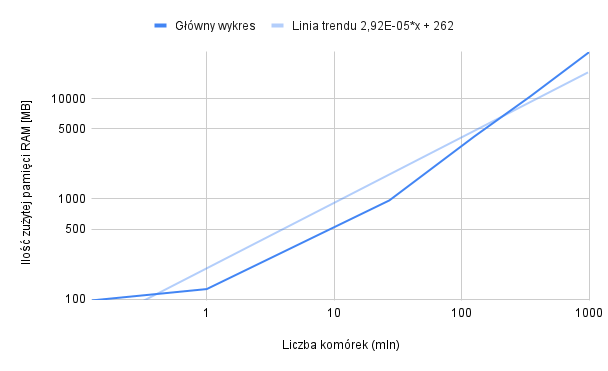 Główny wykres Linia trendu 2,92E-05*x + 262
Ilość zużytej pamięci RAM [MB]
10000
5000
1000
500
100
1 10 100 1000
Liczba komórek (mln)